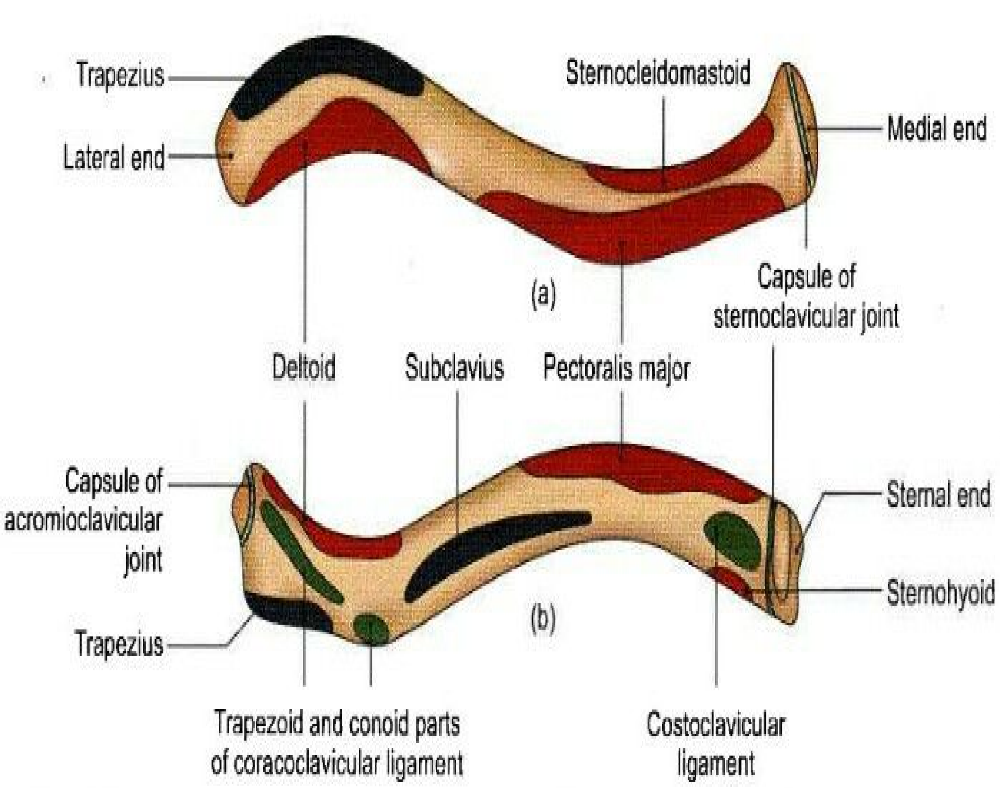 Trapezius
Sternocleidomastoid
Medial end
Lateral end
Capsule of
sternoclavicular joint
(a)
Deltoid
Subclavius
Pectoralis major
Capsule of
acromioclavicular
joint
Sternal end
Sternohyoid
(b)
Trapezius
Trapezoid and conoid parts
of coracoclavicular ligament
Costoclavicular
ligament